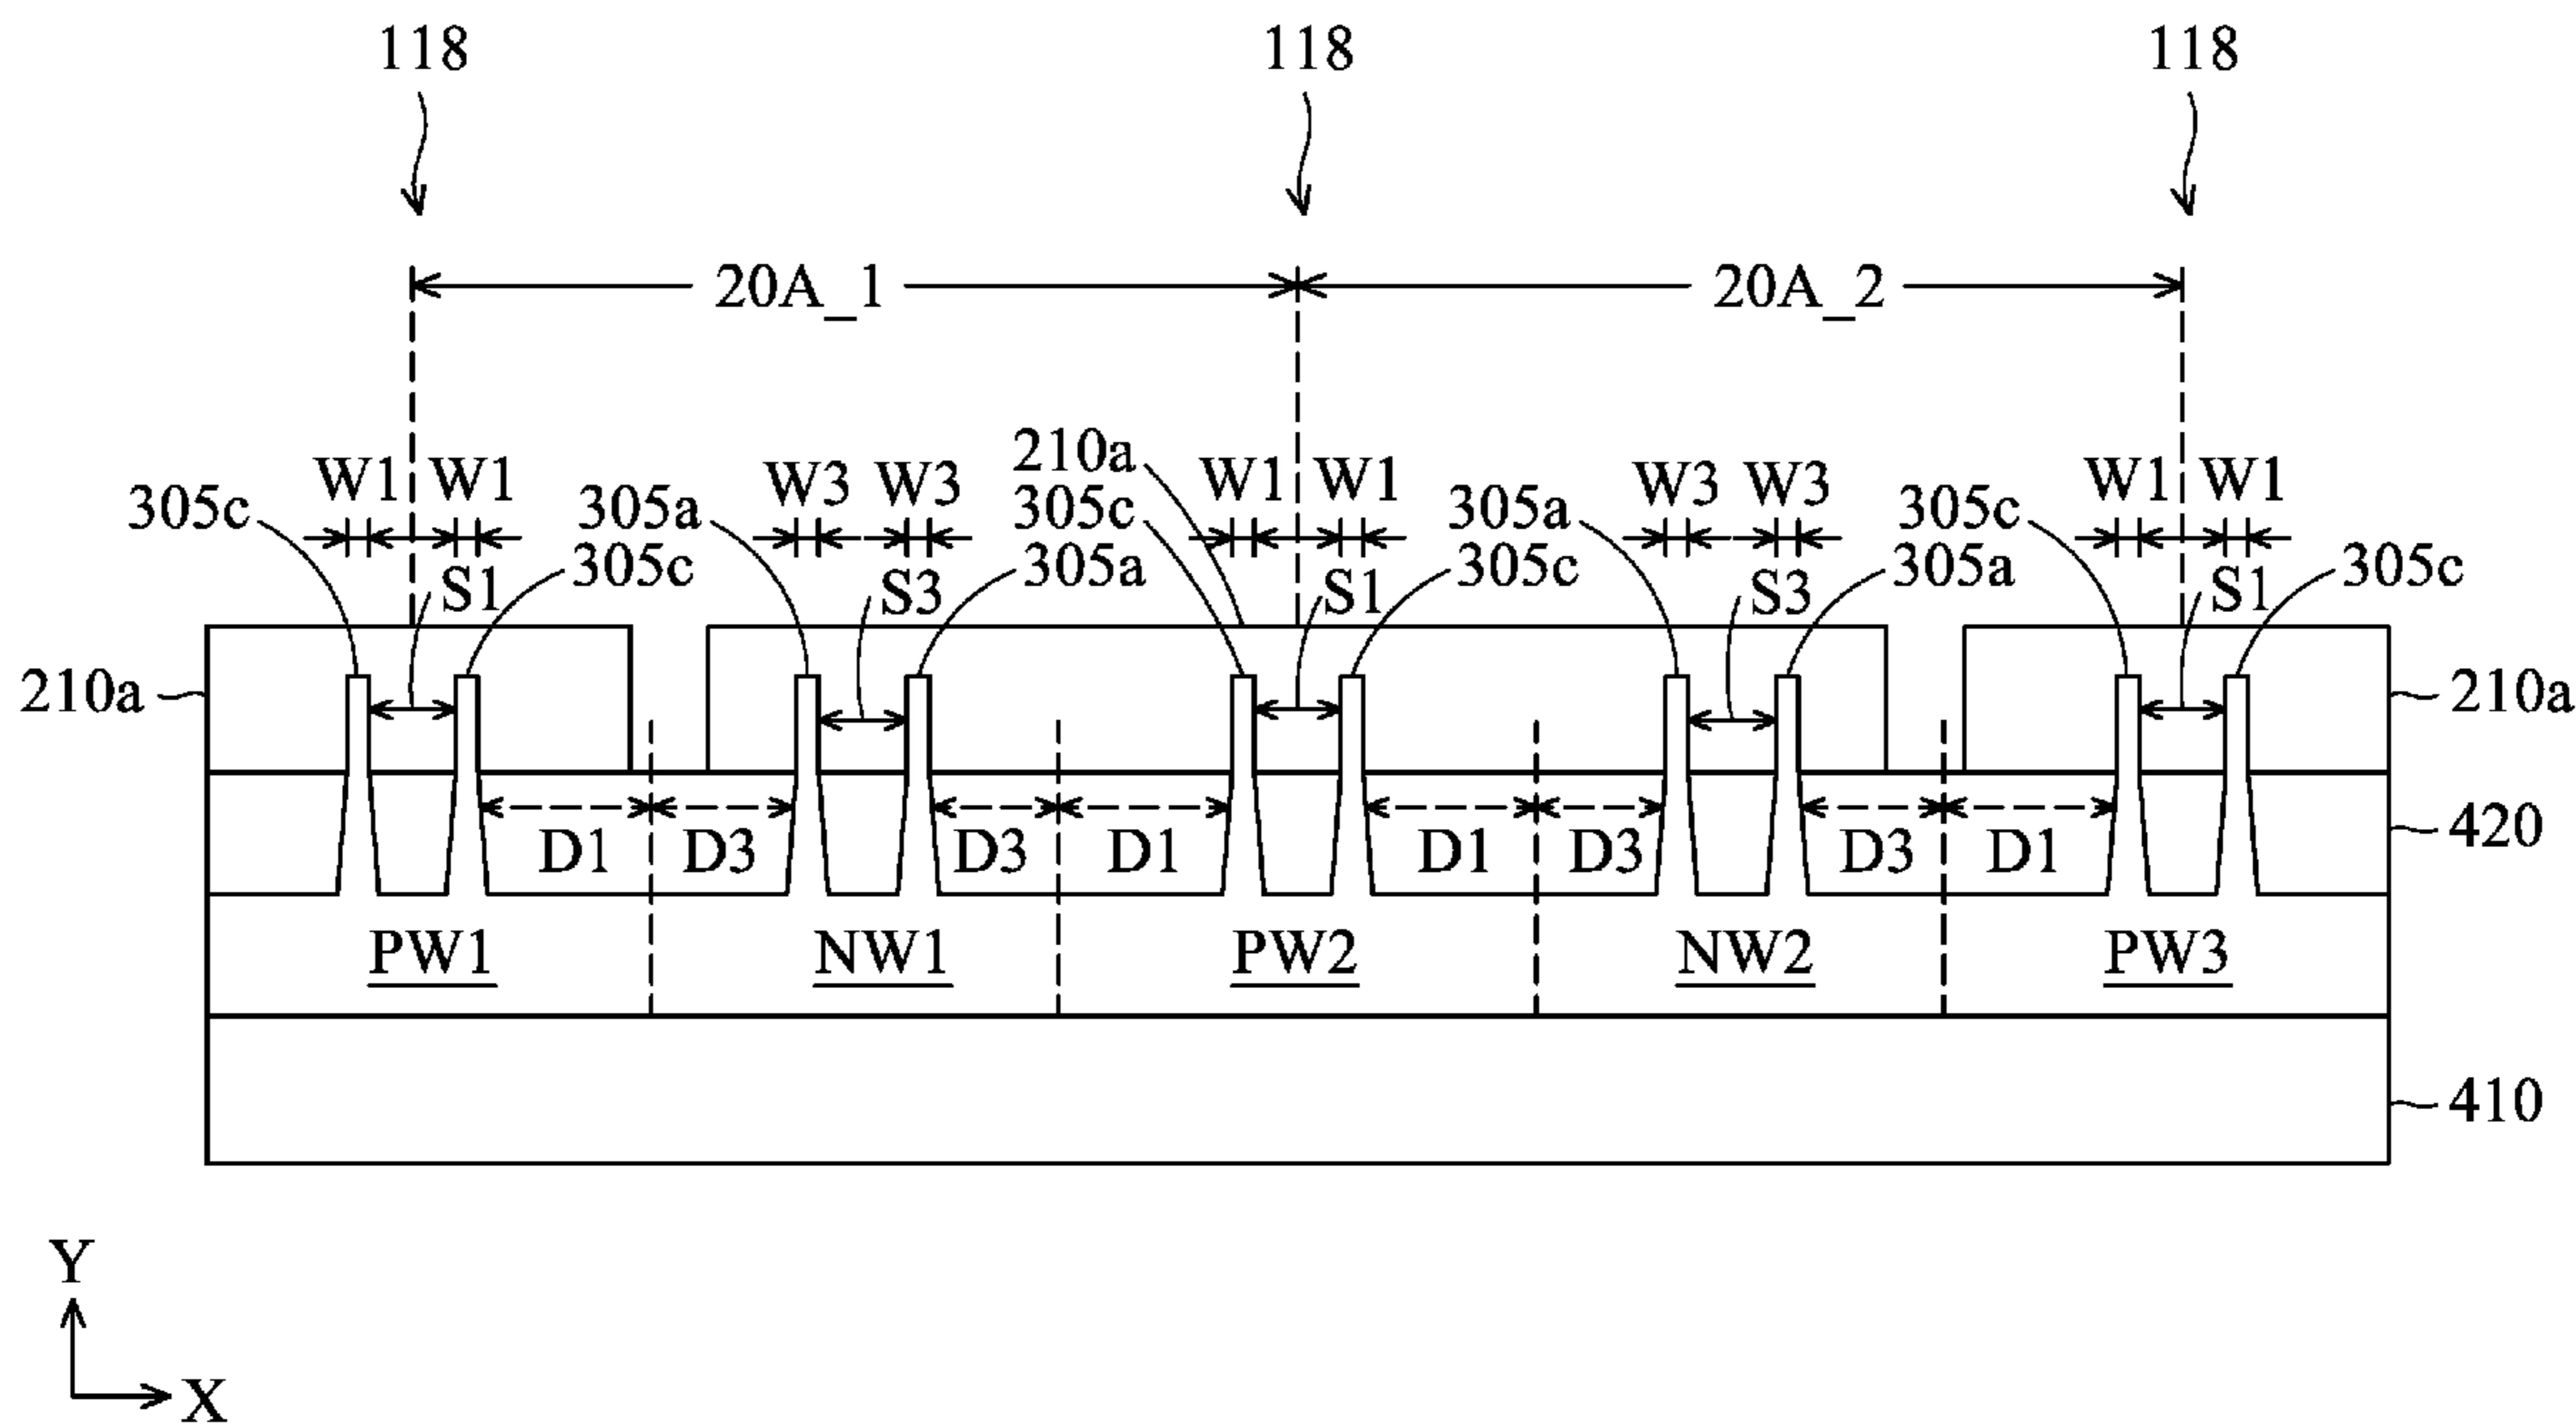 118 118 118
20A_1 20A_2
210a
W1 W1 W3 W3 W1 W1 W3 W3 W1 W1
305c 305a 305c 305a 305c
S1 305c S3 305a S1 305c S3 305a S1 305c
210a 210a
D1 D3 D3 D1 D1 D3 D3 D1 420
PW1 NW1 PW2 NW2 PW3
410
Y
X